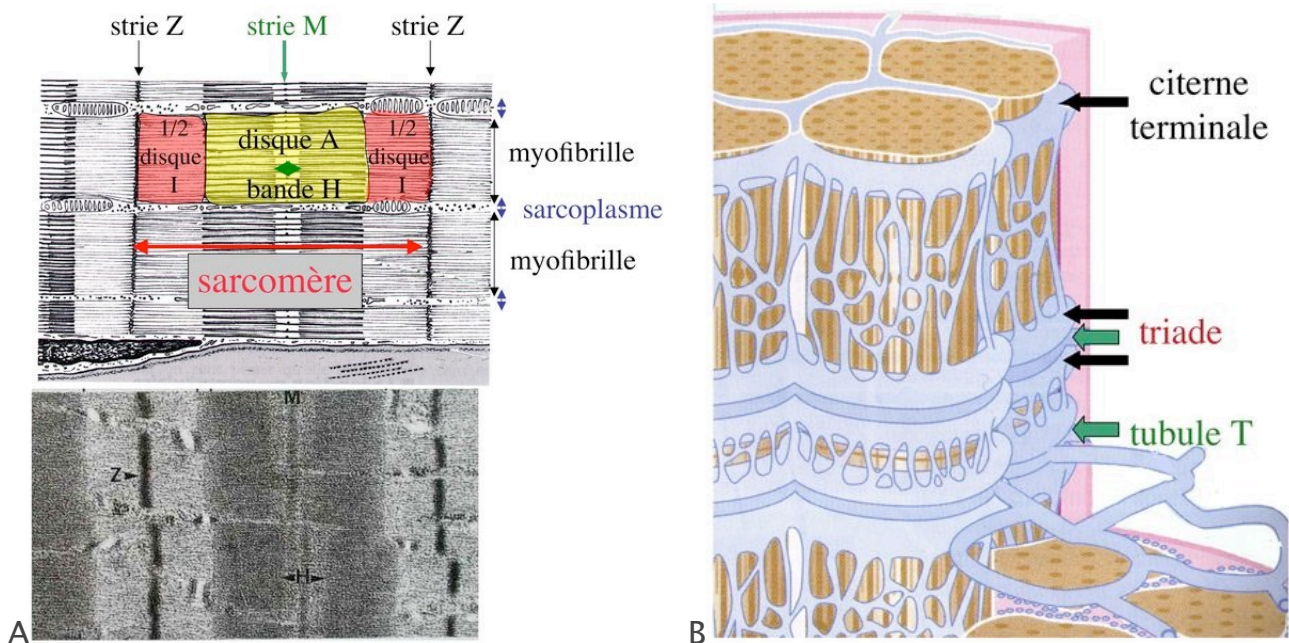 strie Z
strie M
strie Z
1/2
disque
I
disque A
bande H
1/2
disque
I
myofibrille
sarcoplasme
myofibrille
sarcomère
M
Z
H
A
citerne
terminale
triade
tubule T
B